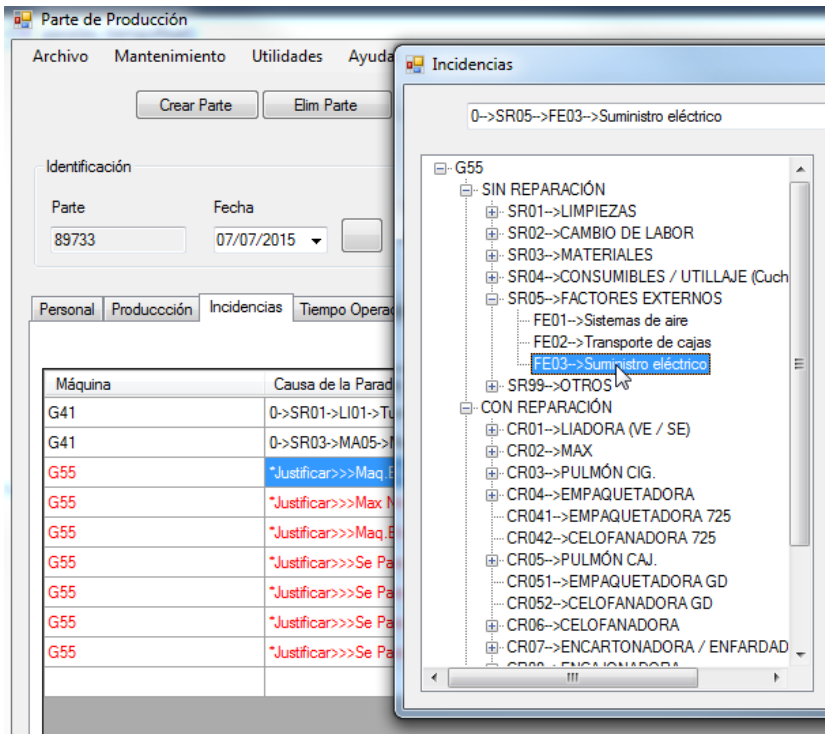 Parte de Producción
Archivo Mantenimiento Utilidades Ayuda
Crear Parte Elim Parte
Identificación
Parte Fecha
89733 07/07/2015
Personal Produccción Incidencias Tiempo Opera
Máquina Causa de la Parad
G41 0->SR01->LI01->Tu
G41 0->SR03->MA05->
G55 *Justificar>>>Maq.E
G55 *Justificar>>>Max N
G55 *Justificar>>>Maq.E
G55 *Justificar>>>Se Pa
G55 *Justificar>>>Se Pa
G55 *Justificar>>>Se Pa
G55 *Justificar>>>Se Pa
Incidencias
0-->SR05-->FE03-->Suministro eléctrico
G55
SIN REPARACIÓN
SR01-->LIMPIEZAS
SR02-->CAMBIO DE LABOR
SR03-->MATERIALES
SR04-->CONSUMIBLES / UTILLAJE (Cuch
SR05-->FACTORES EXTERNOS
FE01-->Sistemas de aire
FE02-->Transporte de cajas
FE03-->Suministro eléctrico
SR99-->OTROS
CON REPARACIÓN
CR01-->LIADORA (VE / SE)
CR02-->MAX
CR03-->PULMÓN CIG.
CR04-->EMPAQUETADORA
CR041-->EMPAQUETADORA 725
CR042-->CELOFANADORA 725
CR05-->PULMÓN CAJ.
CR051-->EMPAQUETADORA GD
CR052-->CELOFANADORA GD
CR06-->CELOFANADORA
CR07-->ENCARTONADORA / ENFARDAD